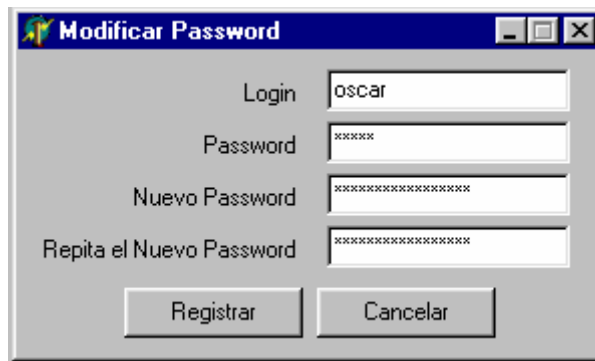 Modificar Password
Login oscar
Password *****
Nuevo Password *****************
Repita el Nuevo Password *****************
Registrar Cancelar